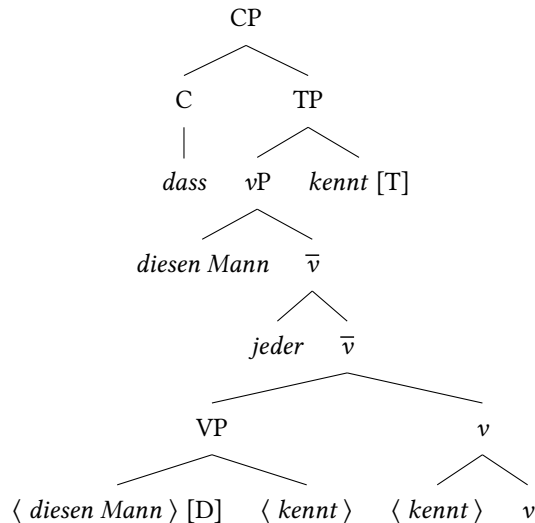 CP
C TP
dass vP kennt [T]
diesen Mann v̅
jeder v̅
VP v
⟨ diesen Mann ⟩ [D] ⟨ kennt ⟩ ⟨ kennt ⟩ v